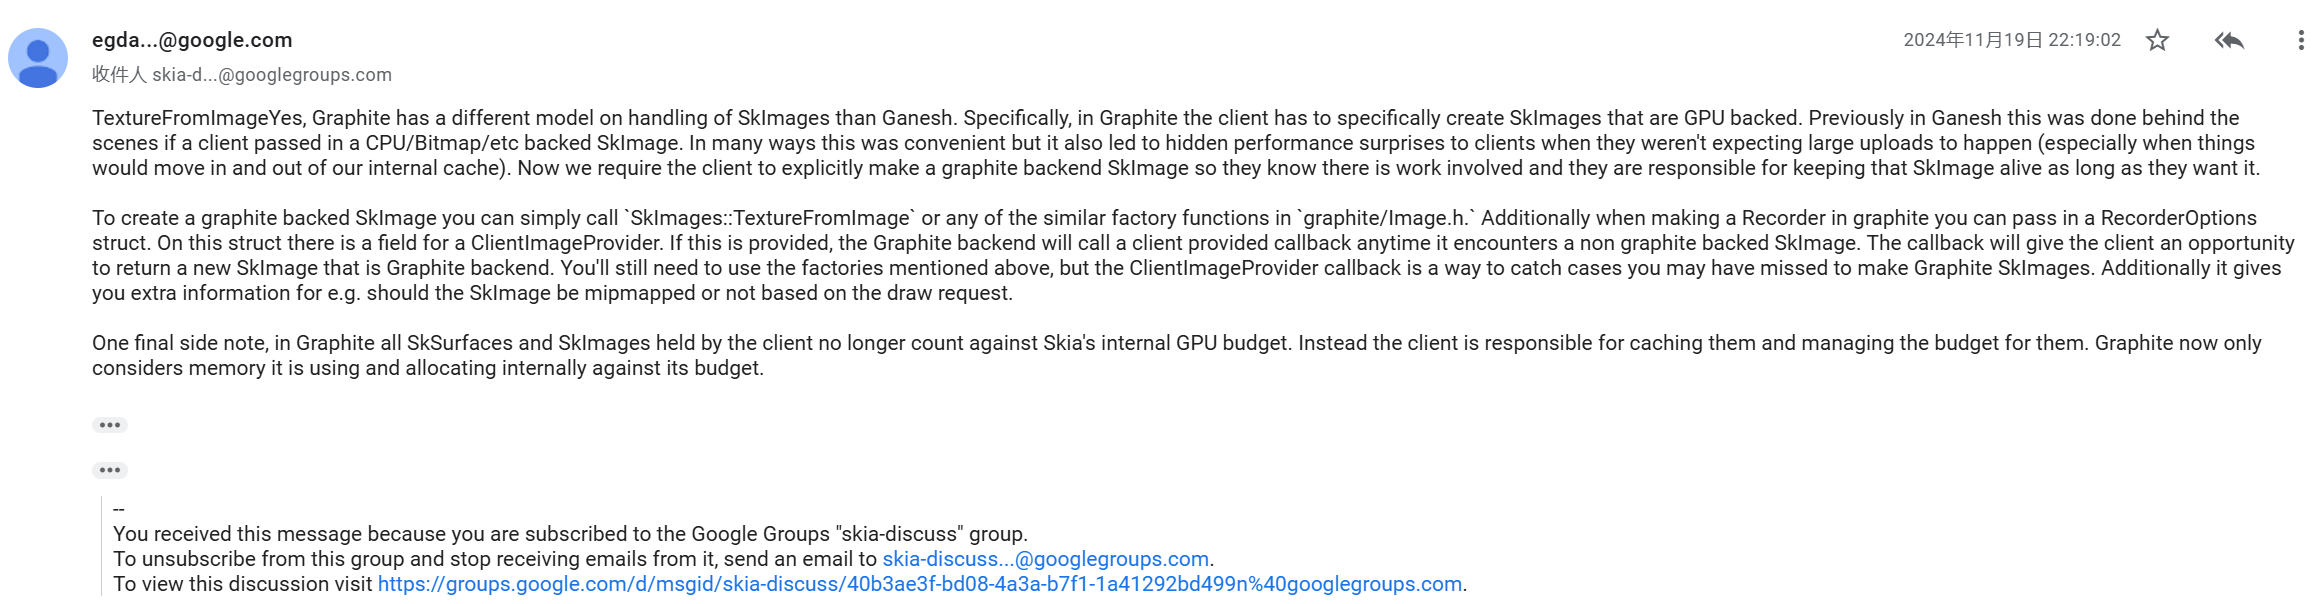 egda...@google.com
2024年11月19日 22:19:02
收件人 skia-d...@googlegroups.com
TextureFromImageYes, Graphite has a different model on handling of SkImages than Ganesh. Specifically, in Graphite the client has to specifically create SkImages that are GPU backed. Previously in Ganesh this was done behind the
scenes if a client passed in a CPU/Bitmap/etc backed SkImage. In many ways this was convenient but it also led to hidden performance surprises to clients when they weren't expecting large uploads to happen (especially when things
would move in and out of our internal cache). Now we require the client to explicitly make a graphite backend SkImage so they know there is work involved and they are responsible for keeping that SkImage alive as long as they want it.
To create a graphite backed SkImage you can simply call `SkImages::TextureFromImage` or any of the similar factory functions in `graphite/Image.h.` Additionally when making a Recorder in graphite you can pass in a RecorderOptions
struct. On this struct there is a field for a ClientImageProvider. If this is provided, the Graphite backend will call a client provided callback anytime it encounters a non graphite backed SkImage. The callback will give the client an opportunity
to return a new SkImage that is Graphite backend. You'll still need to use the factories mentioned above, but the ClientImageProvider callback is a way to catch cases you may have missed to make Graphite SkImages. Additionally it gives
you extra information for e.g. should the SkImage be mipmapped or not based on the draw request.
One final side note, in Graphite all SkSurfaces and SkImages held by the client no longer count against Skia's internal GPU budget. Instead the client is responsible for caching them and managing the budget for them. Graphite now only
considers memory it is using and allocating internally against its budget.
--
You received this message because you are subscribed to the Google Groups "skia-discuss" group.
To unsubscribe from this group and stop receiving emails from it, send an email to skia-discuss...@googlegroups.com.
To view this discussion visit https://groups.google.com/d/msgid/skia-discuss/40b3ae3f-bd08-4a3a-b7f1-1a41292bd499n%40googlegroups.com.